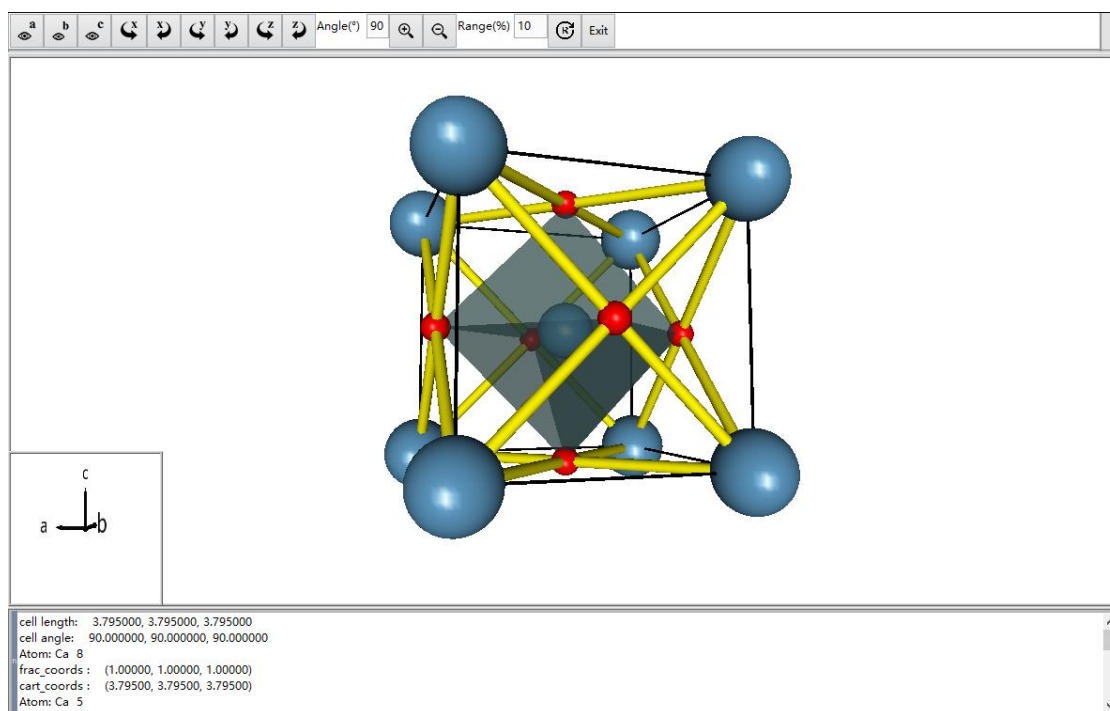 a b c x x y y z z Angle(°) 90 Range(%) 10 R Exit
c
a b
cell length: 3.795000, 3.795000, 3.795000
cell angle: 90.000000, 90.000000, 90.000000
Atom: Ca 8
frac_coords : (1.00000, 1.00000, 1.00000)
cart_coords : (3.79500, 3.79500, 3.79500)
Atom: Ca 5